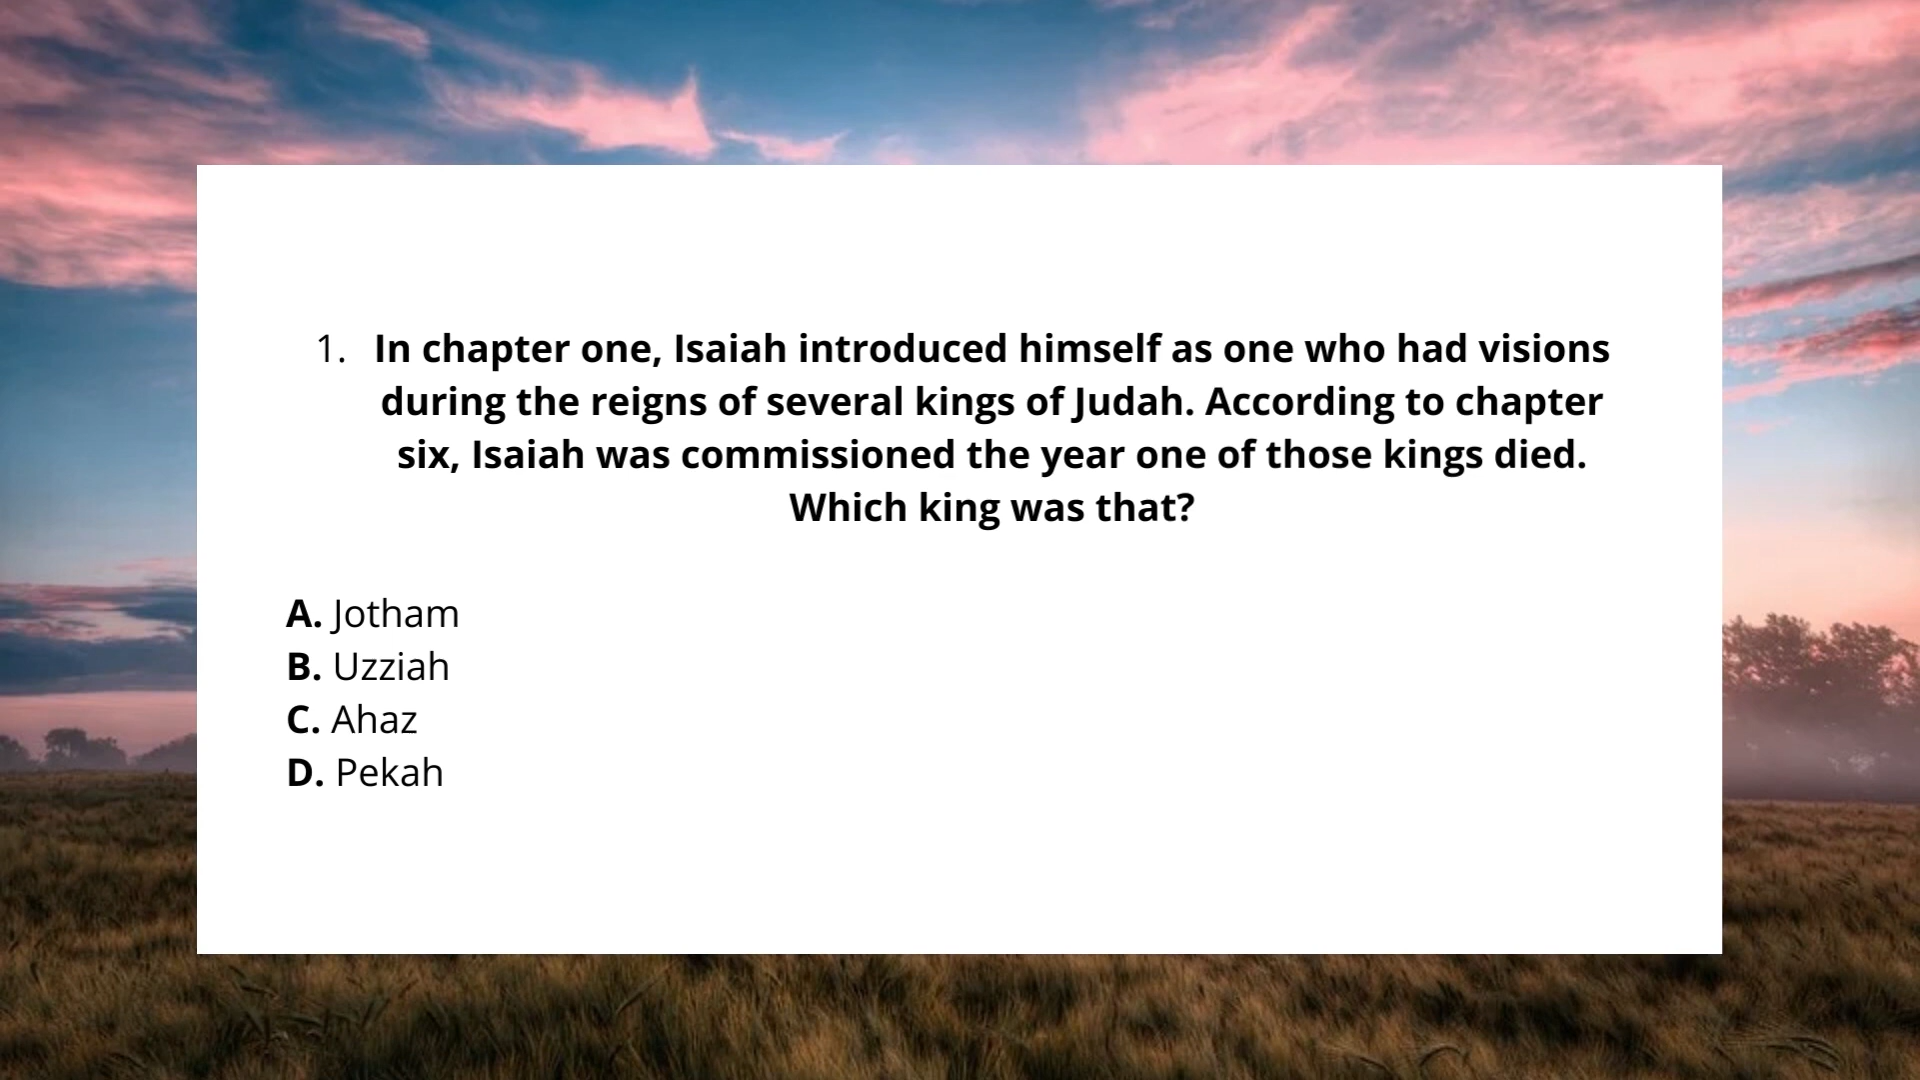 1. In chapter one, Isaiah introduced himself as one who had visions
during the reigns of several kings of Judah. According to chapter
six, Isaiah was commissioned the year one of those kings died.
Which king was that?
A. Jotham
B. Uzziah
C. Ahaz
D. Pekah